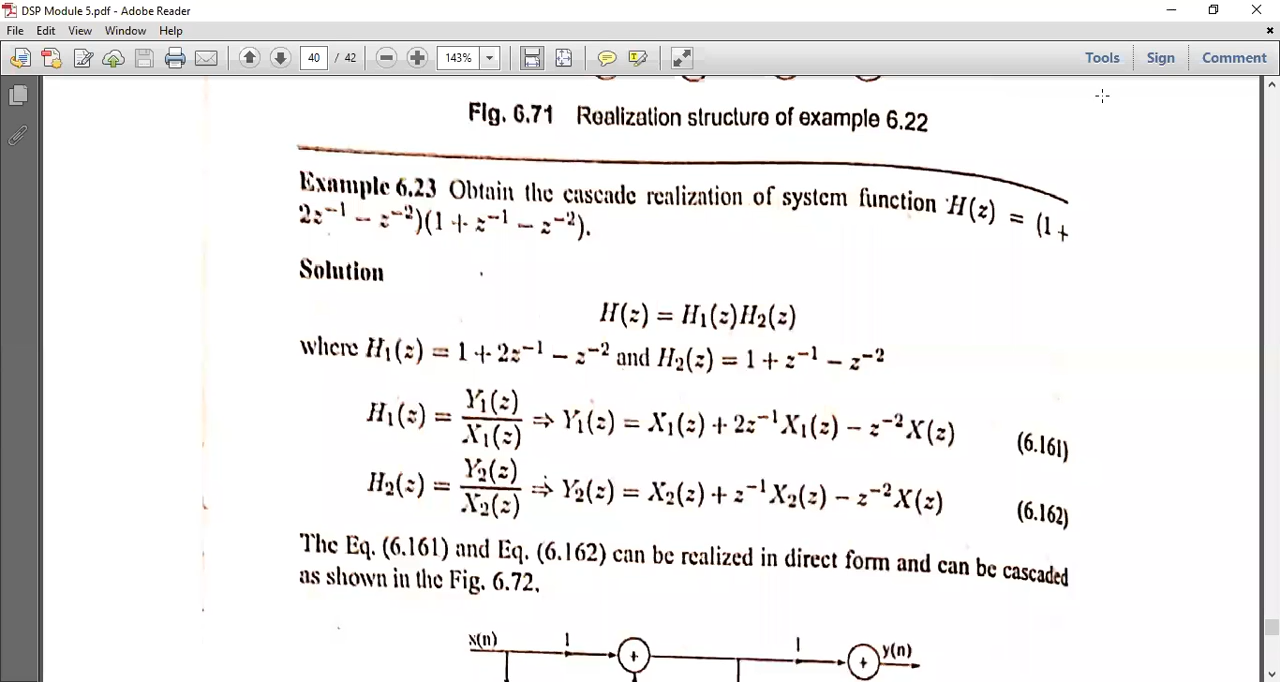 DSP Module 5.pdf - Adobe Reader
File Edit View Window Help
40 / 42 143% Tools Sign Comment
Fig. 6.71 Realization structure of example 6.22
Example 6.23 Obtain the cascade realization of system function H(z) = (1 +
2z⁻¹ − z⁻²)(1 + z⁻¹ − z⁻²).
Solution
H(z) = H₁(z)H₂(z)
where H₁(z) = 1 + 2z⁻¹ − z⁻² and H₂(z) = 1 + z⁻¹ − z⁻²
H₁(z) = Y₁(z)/X₁(z) ⇒ Y₁(z) = X₁(z) + 2z⁻¹X₁(z) − z⁻²X(z) (6.161)
H₂(z) = Y₂(z)/X₂(z) ⇒ Y₂(z) = X₂(z) + z⁻¹X₂(z) − z⁻²X(z) (6.162)
The Eq. (6.161) and Eq. (6.162) can be realized in direct form and can be cascaded
as shown in the Fig. 6.72.
x(n) 1 + 1 + y(n)